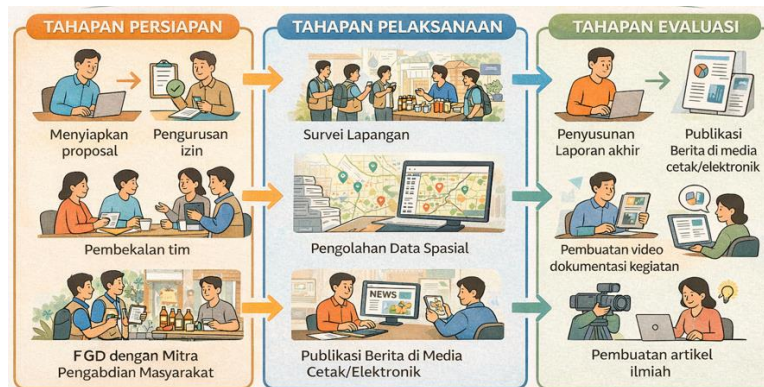 TAHAPAN PERSIAPAN
Menyiapkan
proposal
Pengurusan
izin
Pembekalan tim
FGD dengan Mitra
Pengabdian Masyarakat
TAHAPAN PELAKSANAAN
Survei Lapangan
Pengolahan Data Spasial
NEWS
Publikasi Berita di Media
Cetak/Elektronik
TAHAPAN EVALUASI
Penyusunan
Laporan akhir
Publikasi
Berita di media
cetak/elektronik
Pembuatan video
dokumentasi kegiatan
Pembuatan artikel
ilmiah